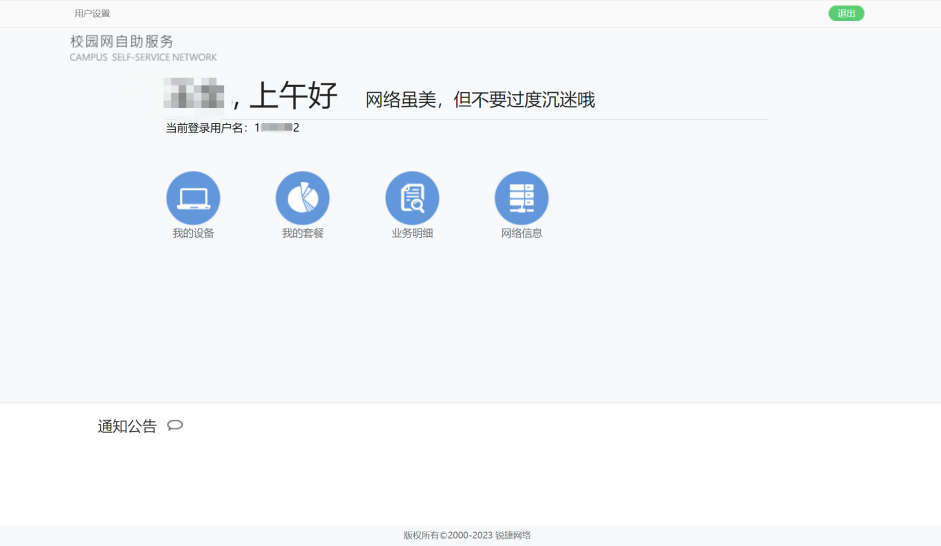 用户设置
退出
校园网自助服务
CAMPUS SELF-SERVICE NETWORK
，上午好 网络虽美，但不要过度沉迷哦
当前登录用户名：1 2
我的设备 我的套餐 业务明细 网络信息
通知公告
版权所有©2000-2023 锐捷网络